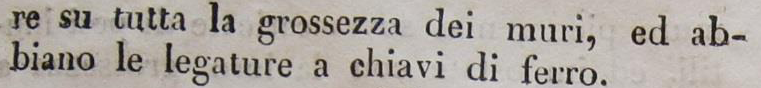 re su tutta la grossezza dei muri, ed ab-
biano le legature a chiavi di ferro.